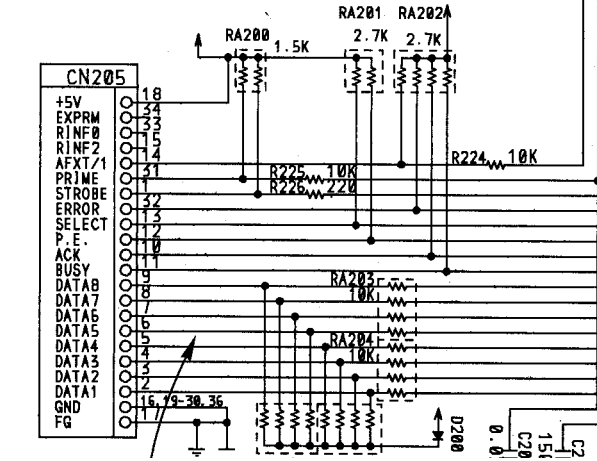 RA201 RA202
RA200 2.7K 2.7K
1.5K
CN205
+5V 18
EXPRM 34
RINF0 33
RINF2 15
AFXT/1 14 R224 10K
PRIME 31 R225 10K
STROBE 1 R226 220
ERROR 32
SELECT 13
P.E. 12
ACK 10
BUSY 11
DATA8 9 RA203
DATA7 8 10K
DATA6 7
DATA5 6
DATA4 5 RA204
DATA3 4 10K
DATA2 3
DATA1 2
GND 16,19-30,36
FG 17
D200